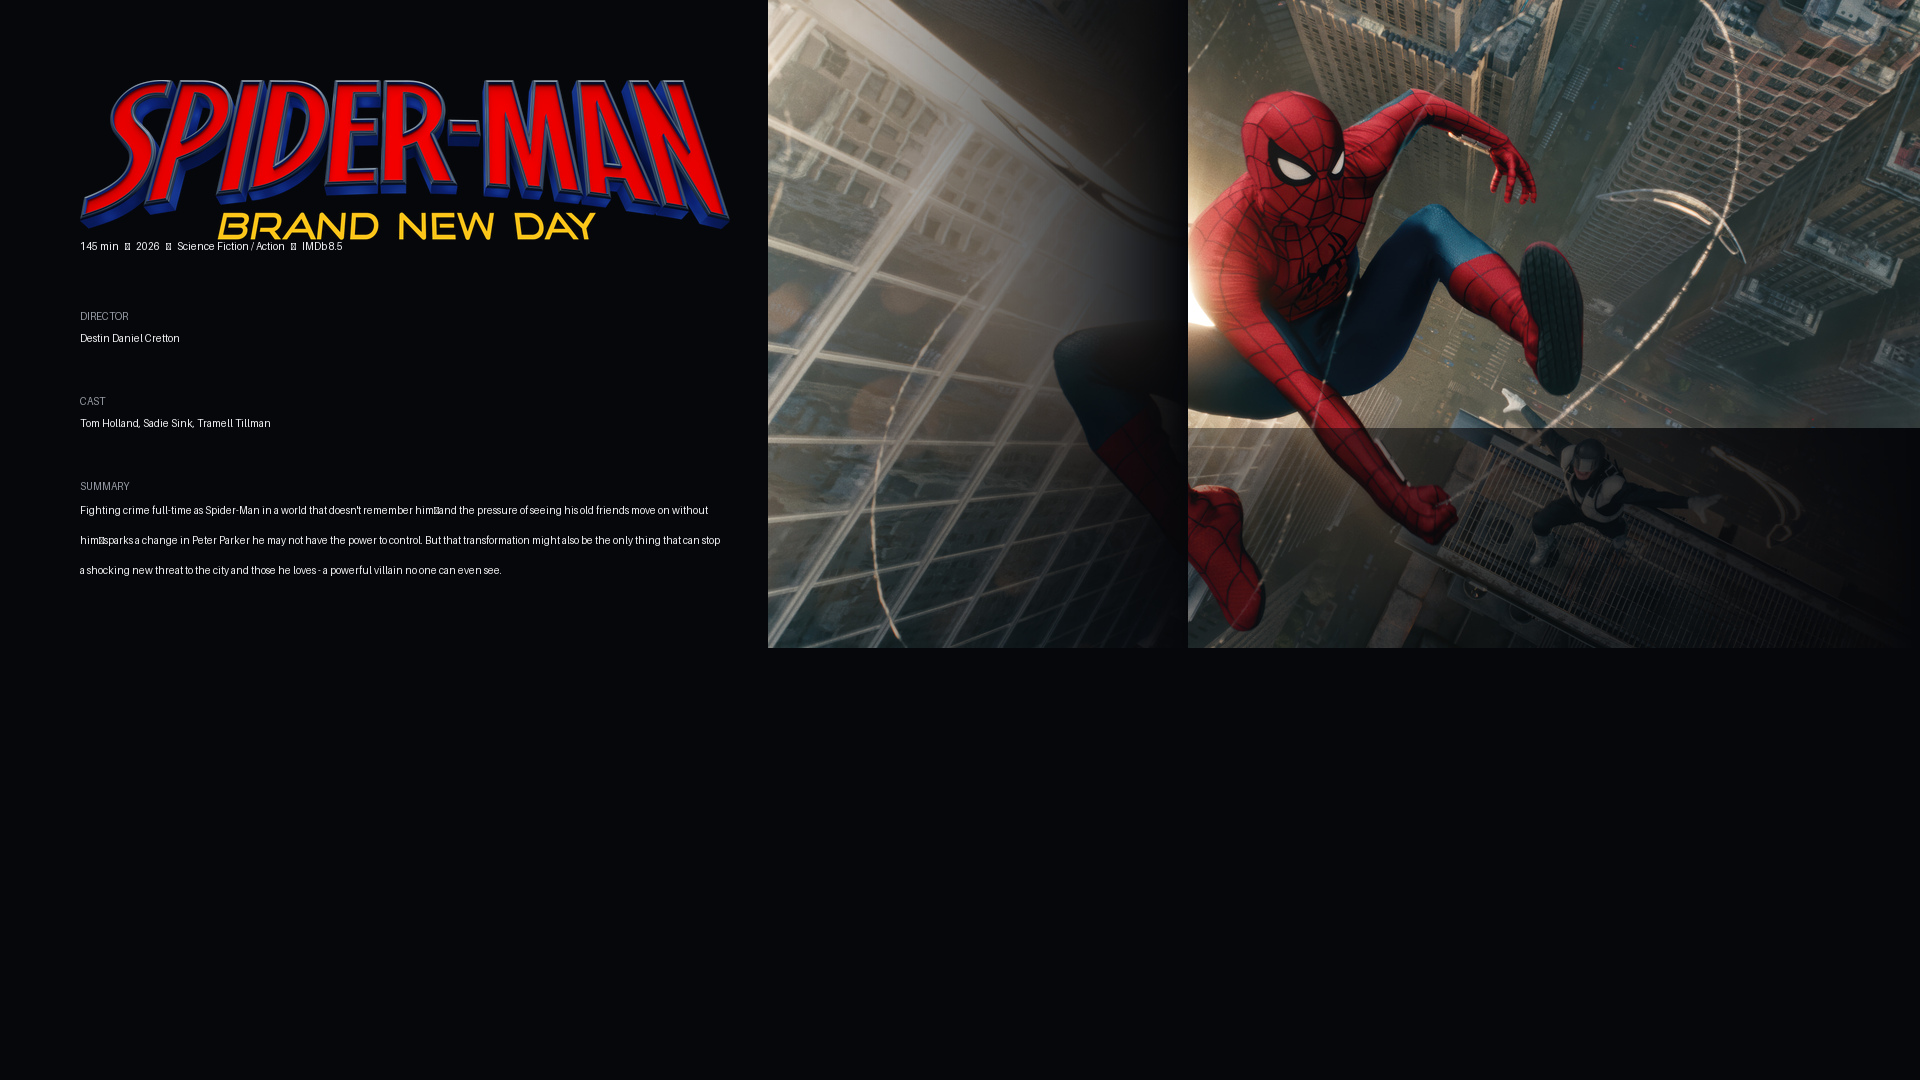 SPIDER-MAN
BRAND NEW DAY
145 min ▯ 2026 ▯ Science Fiction / Action ▯ IMDb 8.5
DIRECTOR
Destin Daniel Cretton
CAST
Tom Holland, Sadie Sink, Tramell Tillman
SUMMARY
Fighting crime full-time as Spider-Man in a world that doesn't remember him▯and the pressure of seeing his old friends move on without
him▯sparks a change in Peter Parker he may not have the power to control. But that transformation might also be the only thing that can stop
a shocking new threat to the city and those he loves - a powerful villain no one can even see.